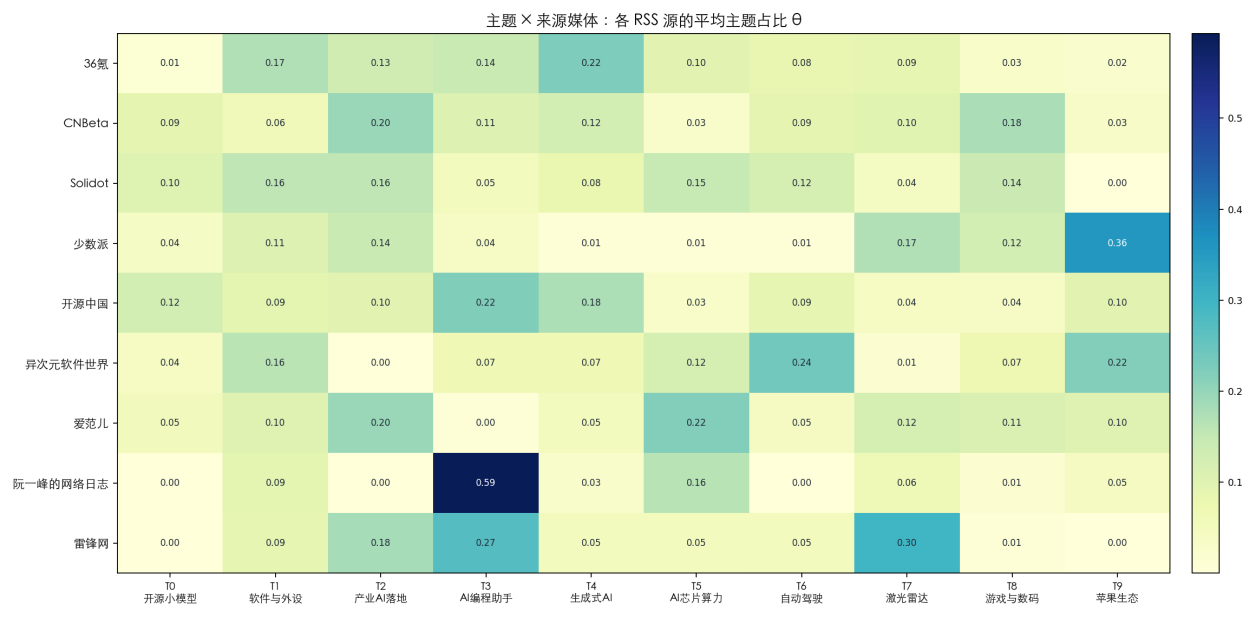 主题 × 来源媒体：各 RSS 源的平均主题占比 θ
36氪 0.01 0.17 0.13 0.14 0.22 0.10 0.08 0.09 0.03 0.02
CNBeta 0.09 0.06 0.20 0.11 0.12 0.03 0.09 0.10 0.18 0.03
Solidot 0.10 0.16 0.16 0.05 0.08 0.15 0.12 0.04 0.14 0.00
少数派 0.04 0.11 0.14 0.04 0.01 0.01 0.01 0.17 0.12 0.36
开源中国 0.12 0.09 0.10 0.22 0.18 0.03 0.09 0.04 0.04 0.10
异次元软件世界 0.04 0.16 0.00 0.07 0.07 0.12 0.24 0.01 0.07 0.22
爱范儿 0.05 0.10 0.20 0.00 0.05 0.22 0.05 0.12 0.11 0.10
阮一峰的网络日志 0.00 0.09 0.00 0.59 0.03 0.16 0.00 0.06 0.01 0.05
雷锋网 0.00 0.09 0.18 0.27 0.05 0.05 0.05 0.30 0.01 0.00
T0 T1 T2 T3 T4 T5 T6 T7 T8 T9
开源小模型 软件与外设 产业AI落地 AI编程助手 生成式AI AI芯片算力 自动驾驶 激光雷达 游戏与数码 苹果生态
0.5
0.4
0.3
0.2
0.1